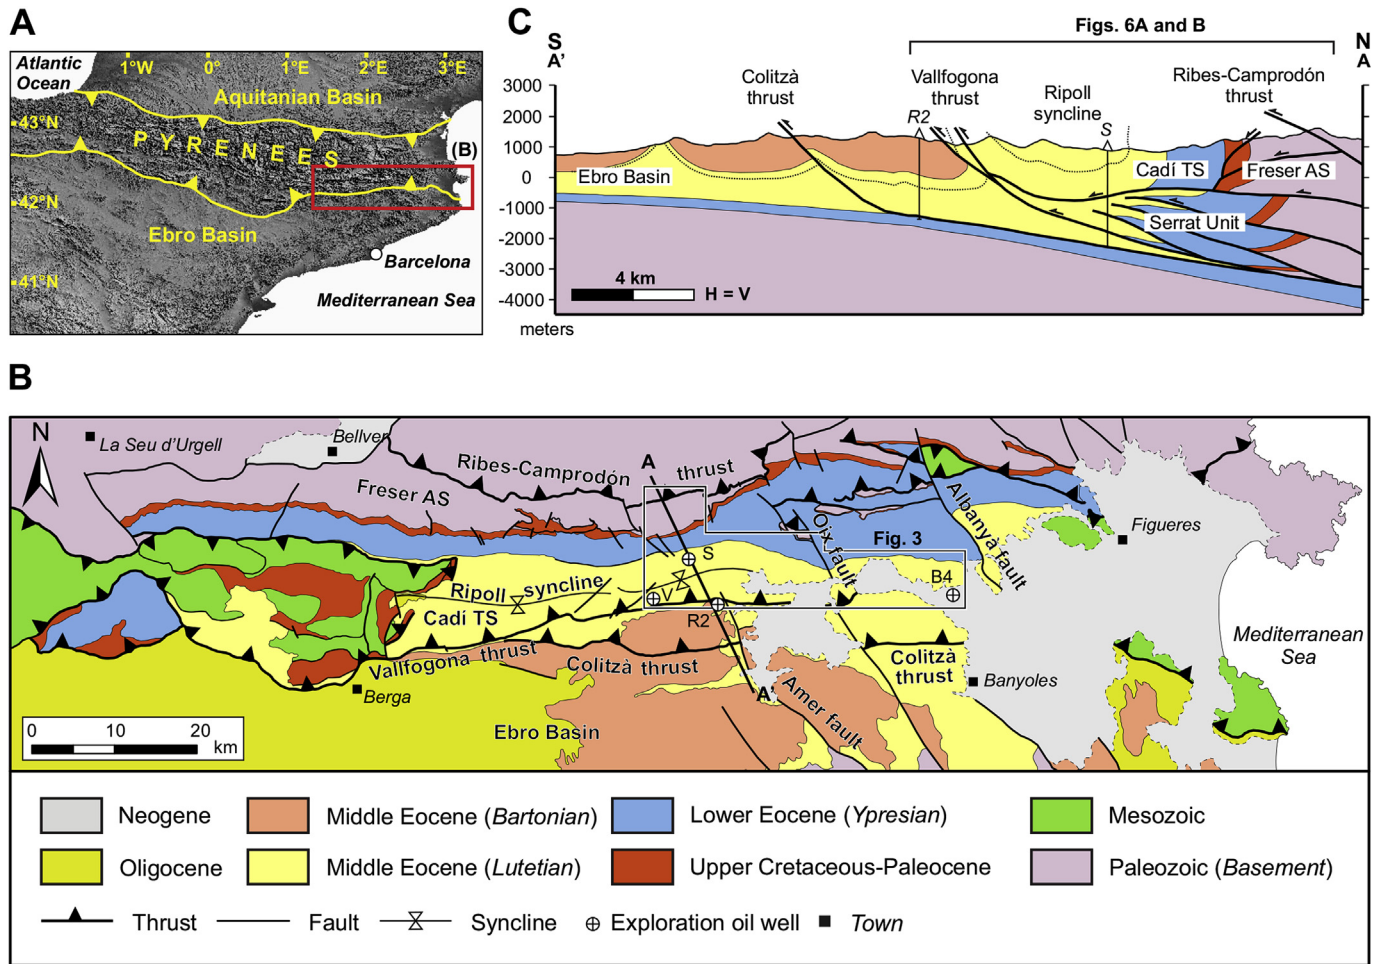 A
Atlantic
Ocean
1°W
0°
1°E
2°E
3°E
43°N
42°N
41°N
Aquitanian Basin
PYRENEES
(B)
Ebro Basin
Barcelona
Mediterranean Sea
C
S
A'
Figs. 6A and B
N
A
Colitzà
thrust
Vallfogona
thrust
R2
Ripoll
syncline
S
Ribes-Camprodón
thrust
3000
2000
1000
0
-1000
-2000
-3000
-4000
meters
Ebro Basin
Cadí TS
Freser AS
Serrat Unit
4 km
H = V
B
N
La Seu d'Urgell
Bellver
Ribes-Camprodón
thrust
A
Freser AS
Albanyà fault
Oix fault
Fig. 3
Figueres
S
V
B4
Ripoll syncline
Cadí TS
R2
Vallfogona thrust
Colitzà thrust
Colitzà
thrust
Mediterranean
Sea
Banyoles
Berga
A'
Amer fault
Ebro Basin
0 10 20
km
Neogene
Middle Eocene (Bartonian)
Lower Eocene (Ypresian)
Mesozoic
Oligocene
Middle Eocene (Lutetian)
Upper Cretaceous-Paleocene
Paleozoic (Basement)
Thrust
Fault
Syncline
Exploration oil well
Town